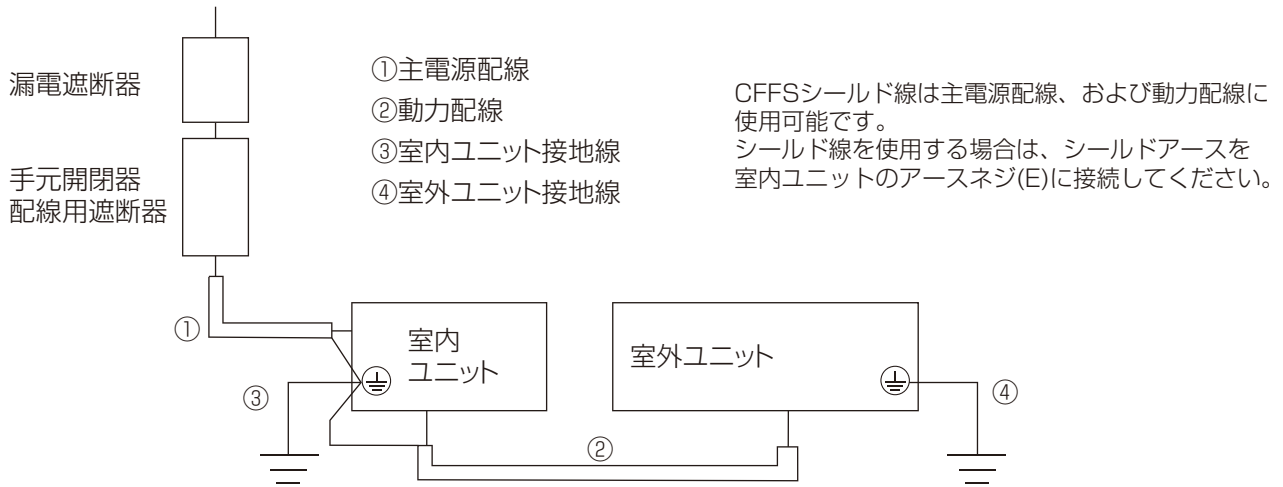 漏電遮断器
手元開閉器
配線用遮断器
①主電源配線
②動力配線
③室内ユニット接地線
④室外ユニット接地線
CFFSシールド線は主電源配線、および動力配線に
使用可能です。
シールド線を使用する場合は、シールドアースを
室内ユニットのアースネジ(E)に接続してください。
①
室内
ユニット
室外ユニット
③
④
②